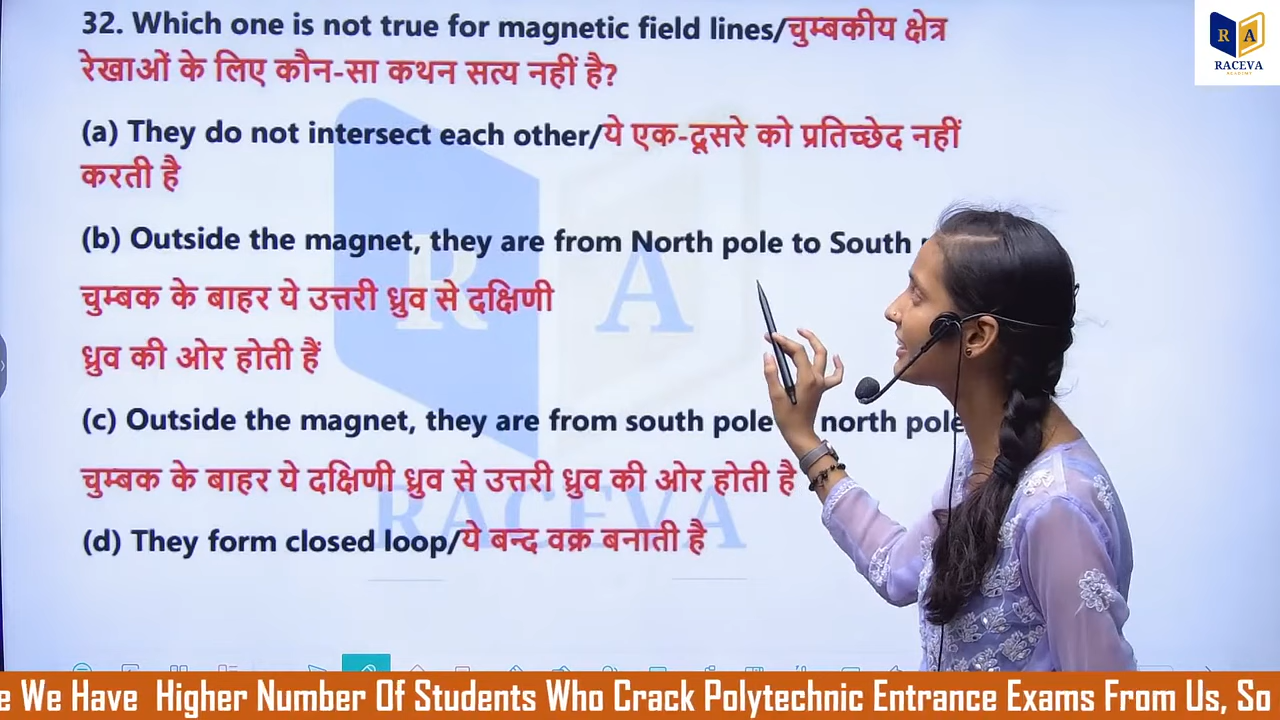 32. Which one is not true for magnetic field lines/चुम्बकीय क्षेत्र
रेखाओं के लिए कौन-सा कथन सत्य नहीं है?
(a) They do not intersect each other/ये एक-दूसरे को प्रतिच्छेद नहीं
करती है
(b) Outside the magnet, they are from North pole to South
चुम्बक के बाहर ये उत्तरी ध्रुव से दक्षिणी
ध्रुव की ओर होती हैं
(c) Outside the magnet, they are from south pole north pole
चुम्बक के बाहर ये दक्षिणी ध्रुव से उत्तरी ध्रुव की ओर होती है
(d) They form closed loop/ये बन्द वक्र बनाती है
R A
RACEVA
R A
RACEVA
ACADEMY
e We Have Higher Number Of Students Who Crack Polytechnic Entrance Exams From Us, So